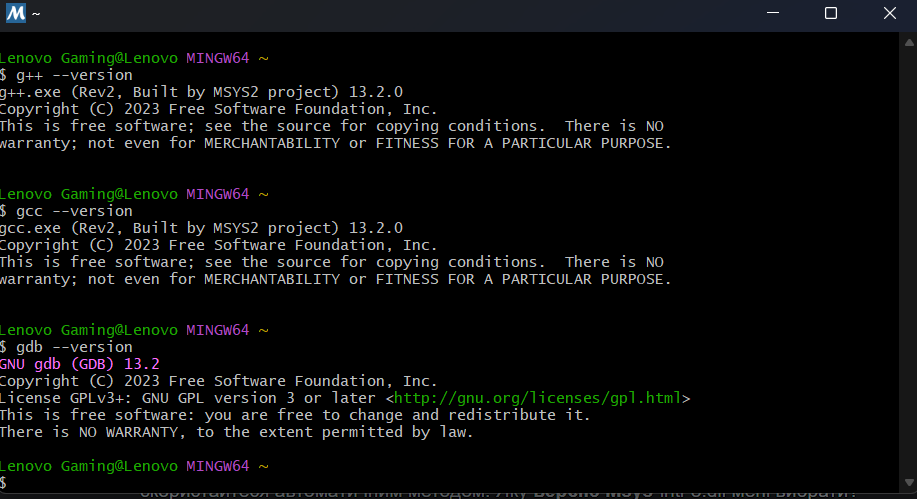 M ~
Lenovo Gaming@Lenovo MINGW64 ~
$ g++ --version
g++.exe (Rev2, Built by MSYS2 project) 13.2.0
Copyright (C) 2023 Free Software Foundation, Inc.
This is free software; see the source for copying conditions.  There is NO
warranty; not even for MERCHANTABILITY or FITNESS FOR A PARTICULAR PURPOSE.
Lenovo Gaming@Lenovo MINGW64 ~
$ gcc --version
gcc.exe (Rev2, Built by MSYS2 project) 13.2.0
Copyright (C) 2023 Free Software Foundation, Inc.
This is free software; see the source for copying conditions.  There is NO
warranty; not even for MERCHANTABILITY or FITNESS FOR A PARTICULAR PURPOSE.
Lenovo Gaming@Lenovo MINGW64 ~
$ gdb --version
GNU gdb (GDB) 13.2
Copyright (C) 2023 Free Software Foundation, Inc.
License GPLv3+: GNU GPL version 3 or later <http://gnu.org/licenses/gpl.html>
This is free software: you are free to change and redistribute it.
There is NO WARRANTY, to the extent permitted by law.
Lenovo Gaming@Lenovo MINGW64 ~
$